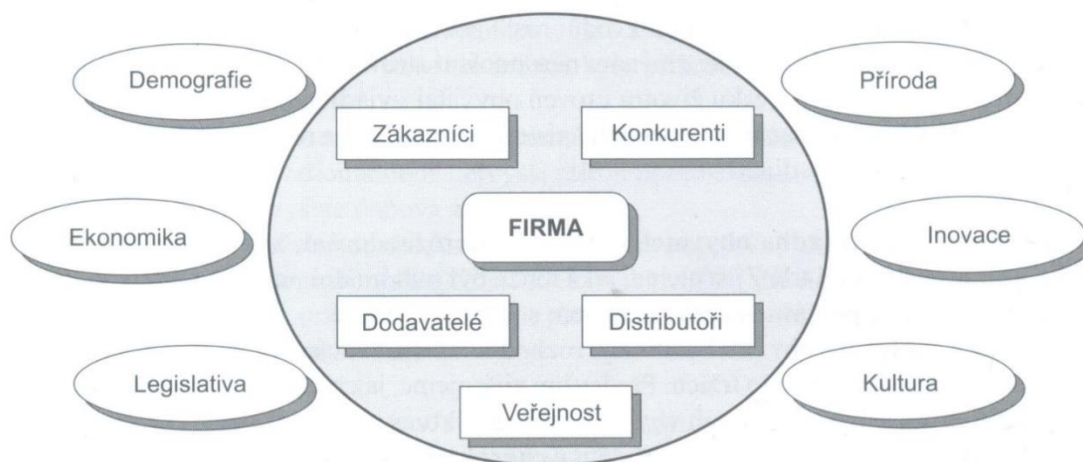 Demografie
Příroda
Zákazníci
Konkurenti
Ekonomika
FIRMA
Inovace
Dodavatelé
Distributoři
Legislativa
Kultura
Veřejnost